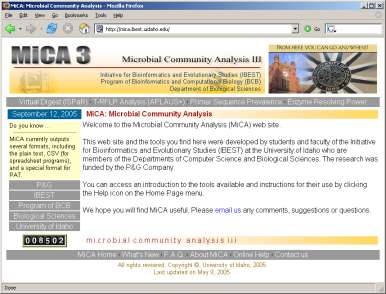 MiCA: Microbial Community Analysis - Mozilla Firefox
File Edit View Go Bookmarks Tools Help
http://mica.ibest.uidaho.edu/
Go
MiCA 3
Microbial Community Analysis III
Initiative for Bioinformatics and Evolutionary Studies (IBEST)
Program of Bioinformatics and Computational Biology (BCB)
Department of Biological Sciences
FROM HERE YOU CAN GO ANYWHERE!
Virtual Digest (ISPaR) T-RFLP Analysis (APLAUS+) Primer Sequence Prevalence Enzyme Resolving Power
September 12, 2005
MiCA: Microbial Community Analysis
Do you know ...
MiCA currently outputs
several formats, including
the plain text, CSV (for
spreadsheet programs),
and a special format for
PAT.
P&G
IBEST
Program of BCB
Biological Sciences
University of Idaho
008502
Welcome to the Microbial Community Analysis (MiCA) web site.
This web site and the tools you find here were developed by students and faculty of the Initiative
for Bioinformatics and Evolutionary Studies (IBEST) at the University of Idaho who are
members of the Departments of Computer Science and Biological Sciences. The research was
funded by the P&G Company.
You can access an introduction to the tools available and instructions for their use by clicking
the Help icon on the Home Page menu.
We hope you will find MiCA useful. Please email us any comments, suggestions or questions.
microbial community analysis iii
MiCA Home What's New F.A.Q. About MiCA Online Help Contact us
All rights reserved. Copyright ©, University of Idaho, 2005.
Last updated on May 9, 2005.
Done